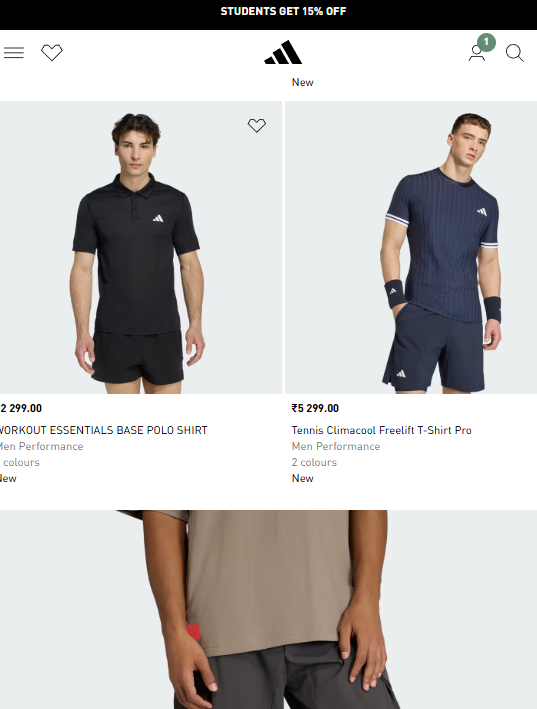 STUDENTS GET 15% OFF
1
New
2 299.00
₹5 299.00
WORKOUT ESSENTIALS BASE POLO SHIRT
Tennis Climacool Freelift T-Shirt Pro
Men Performance
Men Performance
colours
2 colours
New
New